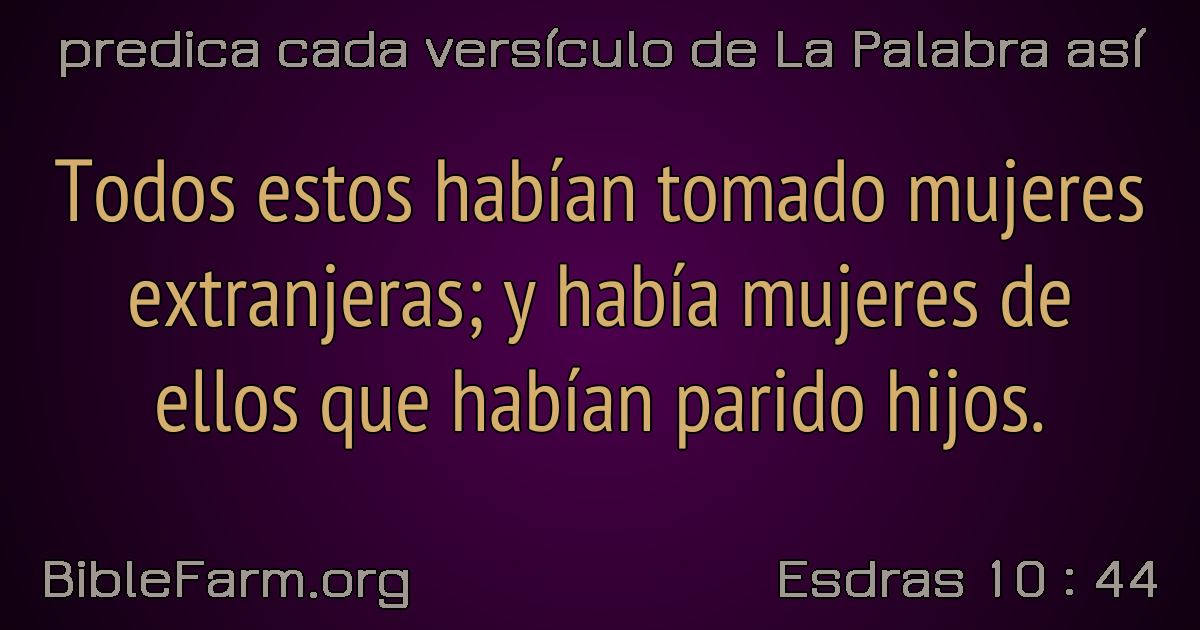 predica cada versículo de La Palabra así
Todos estos habían tomado mujeres
extranjeras; y había mujeres de
ellos que habían parido hijos.
BibleFarm.org
Esdras 10 : 44